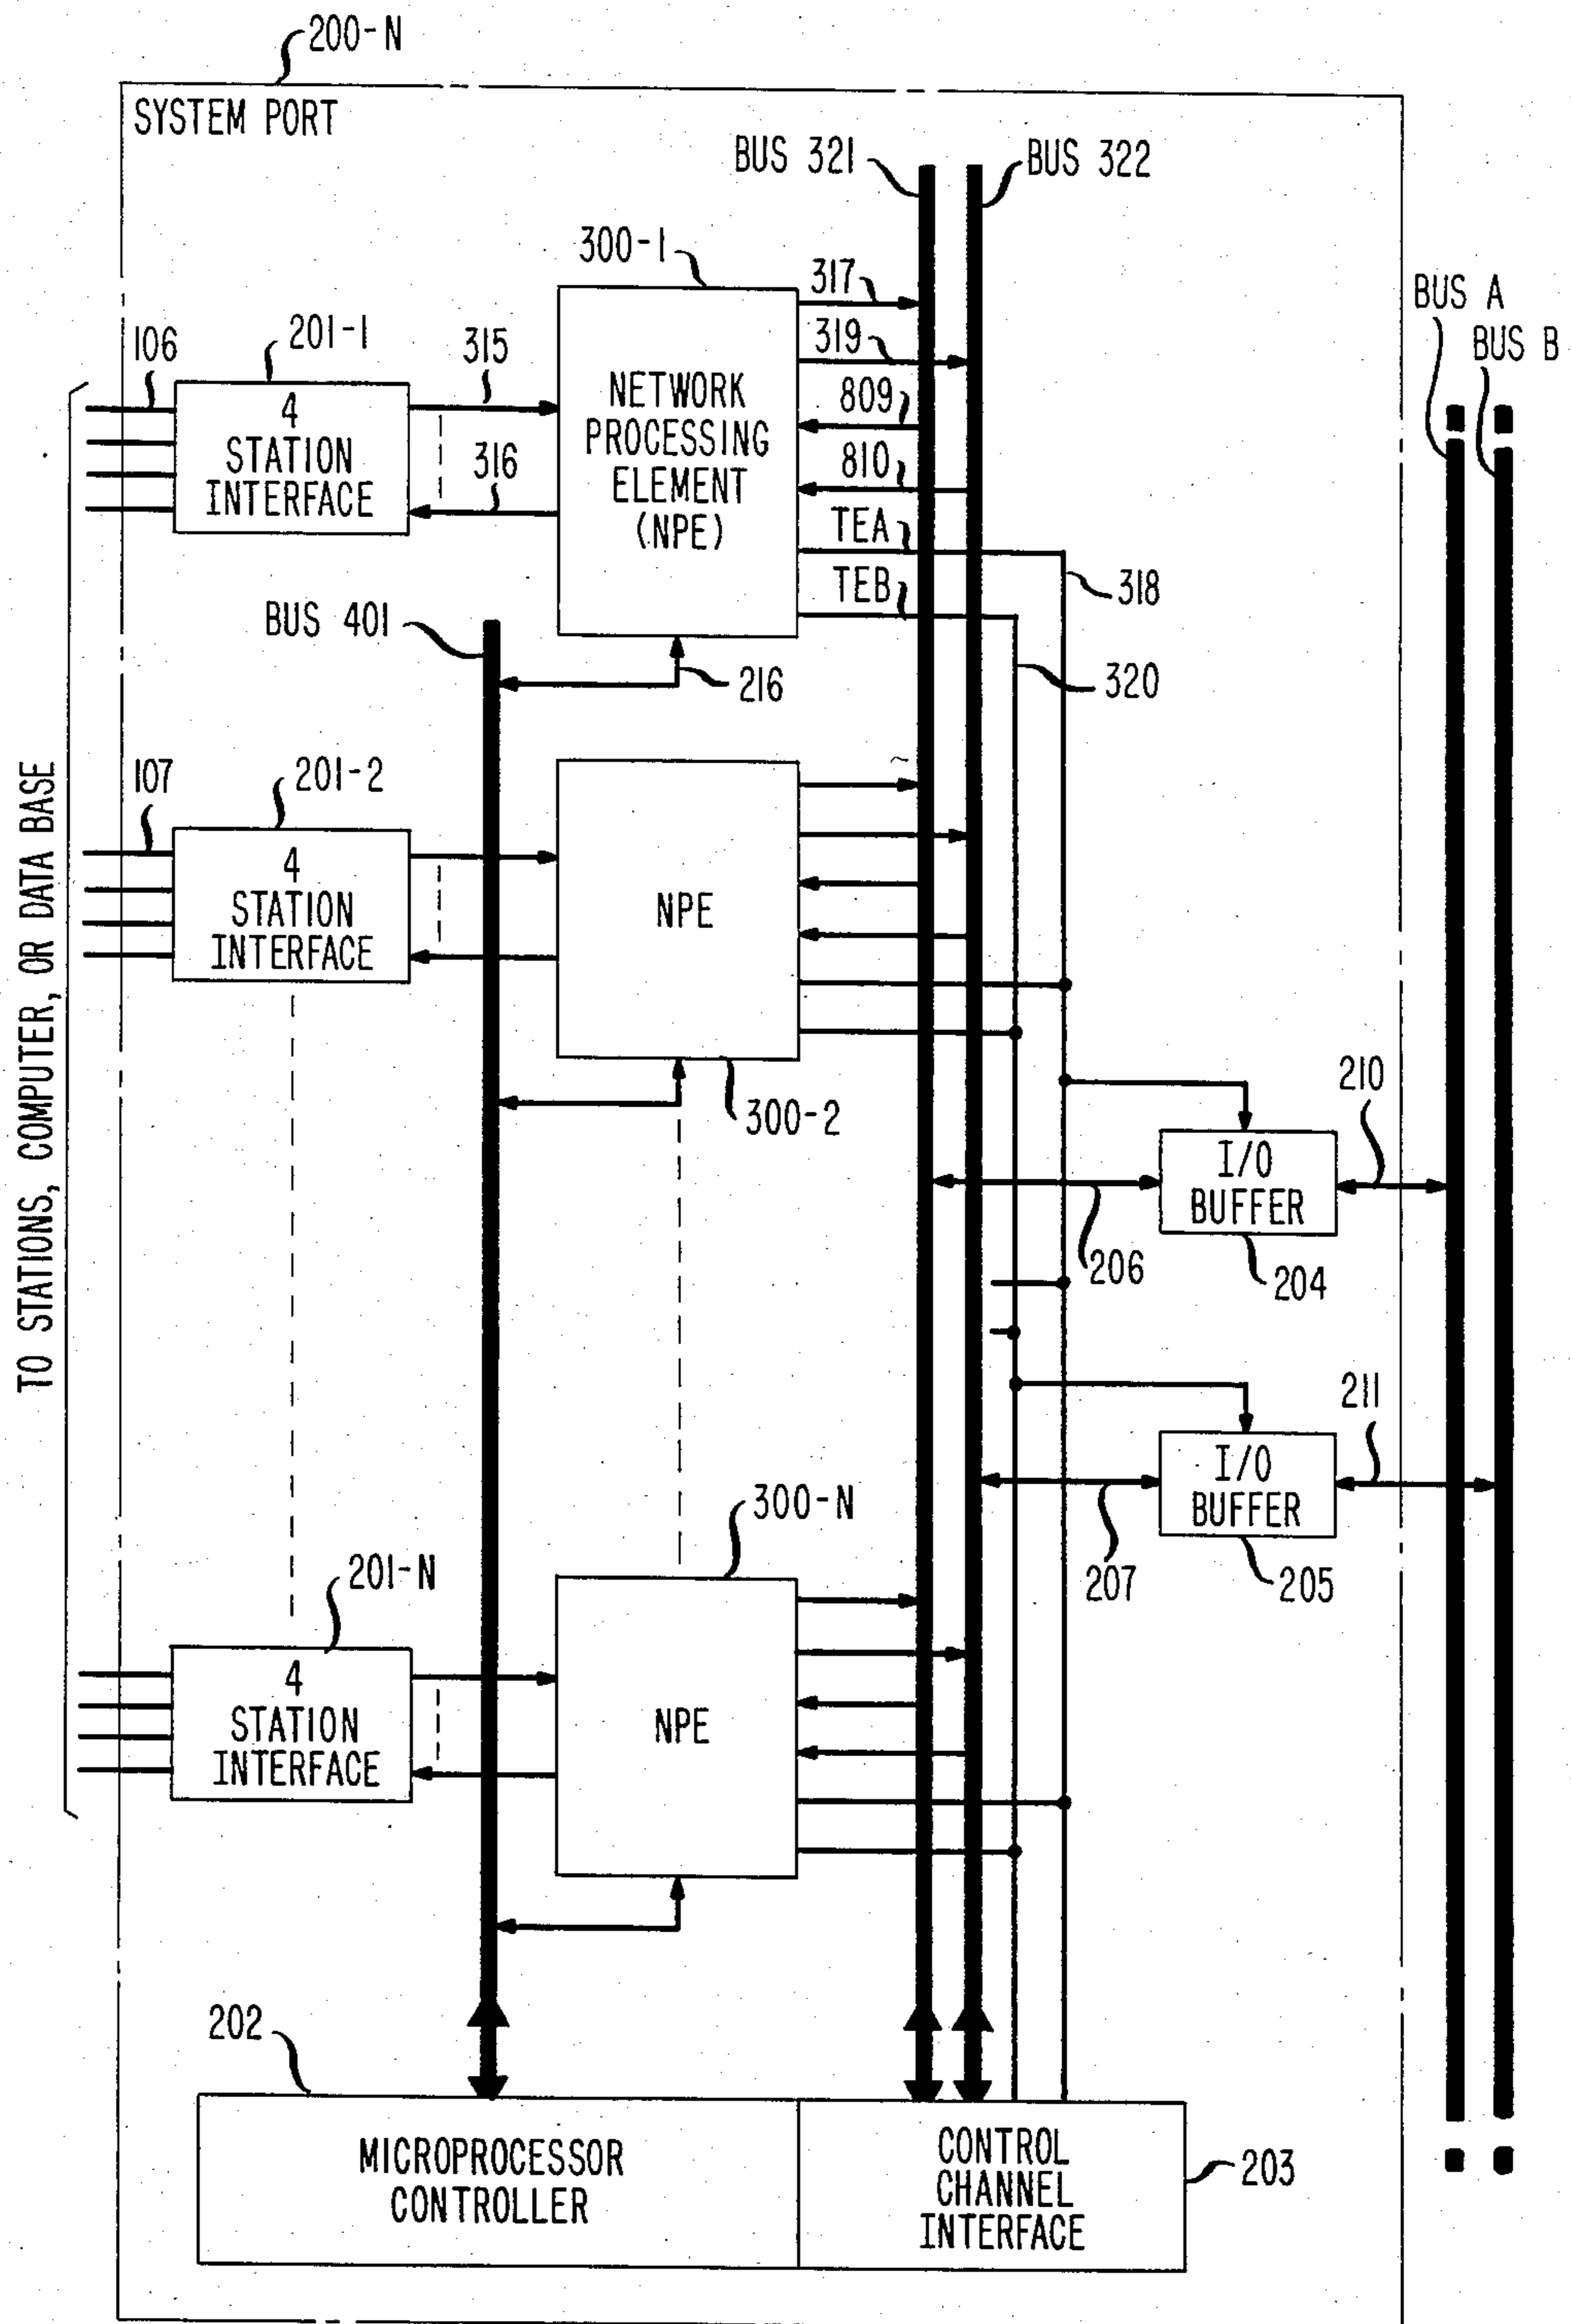 200-N
SYSTEM PORT
BUS 321
BUS 322
300-1
317
BUS A
BUS B
106
201-1
315
319
4
STATION
INTERFACE
NETWORK
PROCESSING
ELEMENT
(NPE)
809
316
810
TEA
318
TEB
BUS 401
216
320
TO STATIONS, COMPUTER, OR DATA BASE
107
201-2
4
STATION
INTERFACE
NPE
300-2
210
I/O
BUFFER
206
204
211
I/O
BUFFER
300-N
207
205
201-N
4
STATION
INTERFACE
NPE
202
MICROPROCESSOR
CONTROLLER
CONTROL
CHANNEL
INTERFACE
203